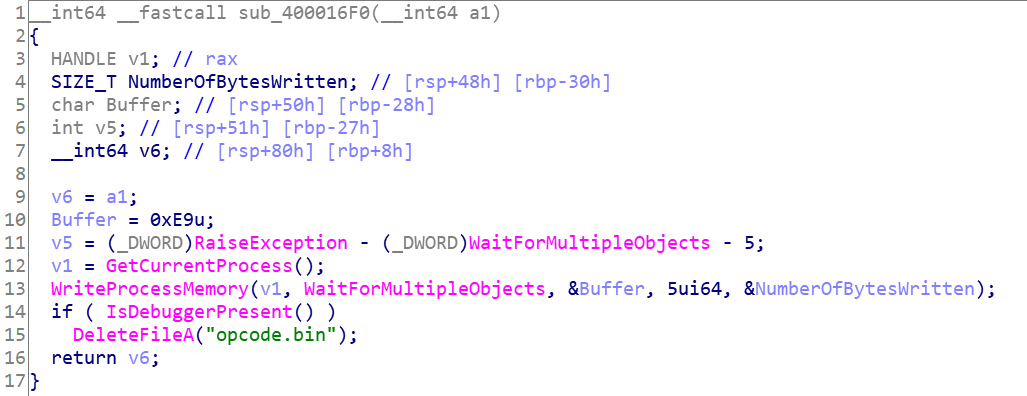 1 __int64 __fastcall sub_400016F0(__int64 a1)
2 {
3 HANDLE v1; // rax
4 SIZE_T NumberOfBytesWritten; // [rsp+48h] [rbp-30h]
5 char Buffer; // [rsp+50h] [rbp-28h]
6 int v5; // [rsp+51h] [rbp-27h]
7 __int64 v6; // [rsp+80h] [rbp+8h]
8
9 v6 = a1;
10 Buffer = 0xE9u;
11 v5 = (_DWORD)RaiseException - (_DWORD)WaitForMultipleObjects - 5;
12 v1 = GetCurrentProcess();
13 WriteProcessMemory(v1, WaitForMultipleObjects, &Buffer, 5ui64, &NumberOfBytesWritten);
14 if ( IsDebuggerPresent() )
15 DeleteFileA("opcode.bin");
16 return v6;
17 }